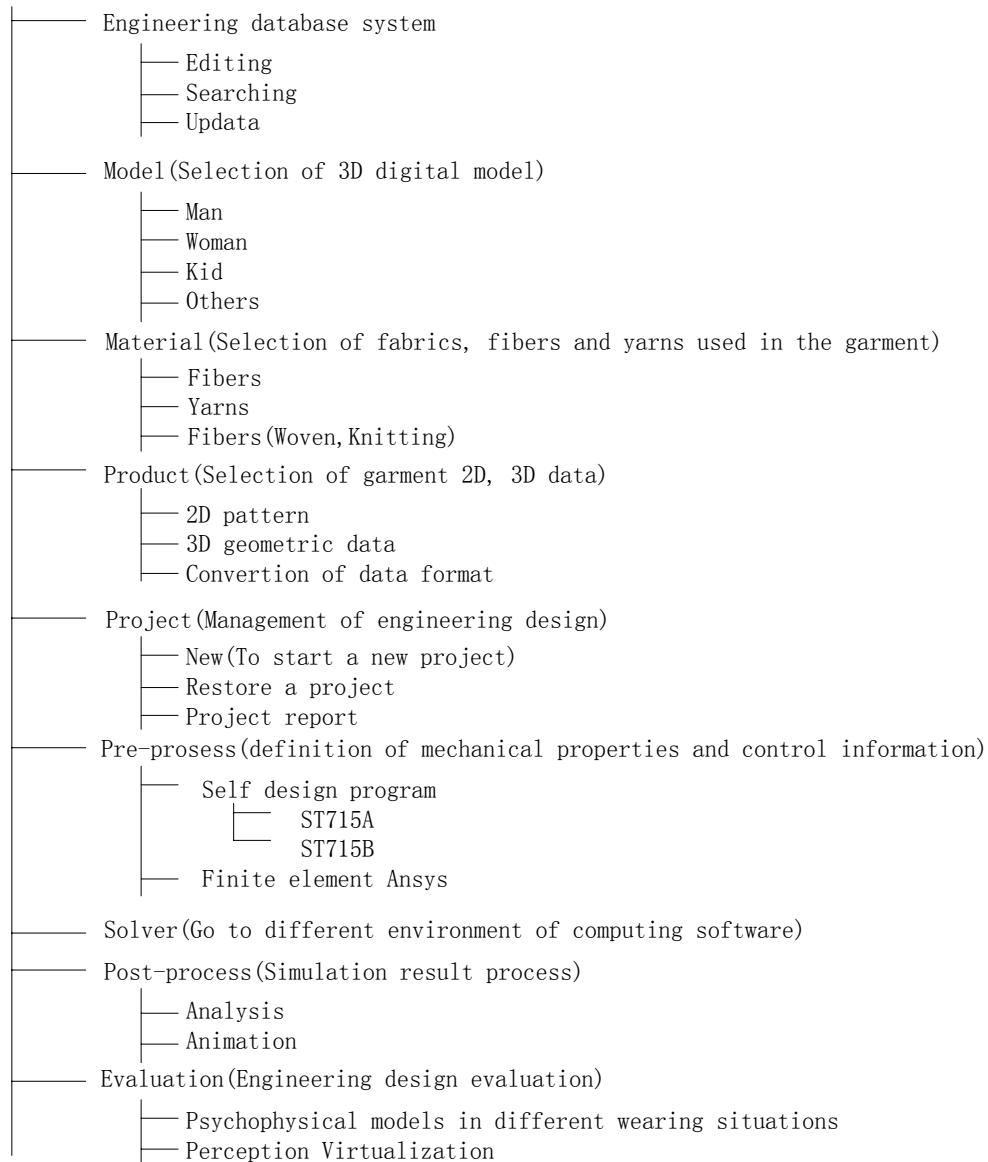 Engineering database system
Editing
Searching
Updata
Model(Selection of 3D digital model)
Man
Woman
Kid
Others
Material(Selection of fabrics, fibers and yarns used in the garment)
Fibers
Yarns
Fibers(Woven,Knitting)
Product(Selection of garment 2D, 3D data)
2D pattern
3D geometric data
Convertion of data format
Project(Management of engineering design)
New(To start a new project)
Restore a project
Project report
Pre-prosess(definition of mechanical properties and control information)
Self design program
ST715A
ST715B
Finite element Ansys
Solver(Go to different environment of computing software)
Post-process(Simulation result process)
Analysis
Animation
Evaluation(Engineering design evaluation)
Psychophysical models in different wearing situations
Perception Virtualization